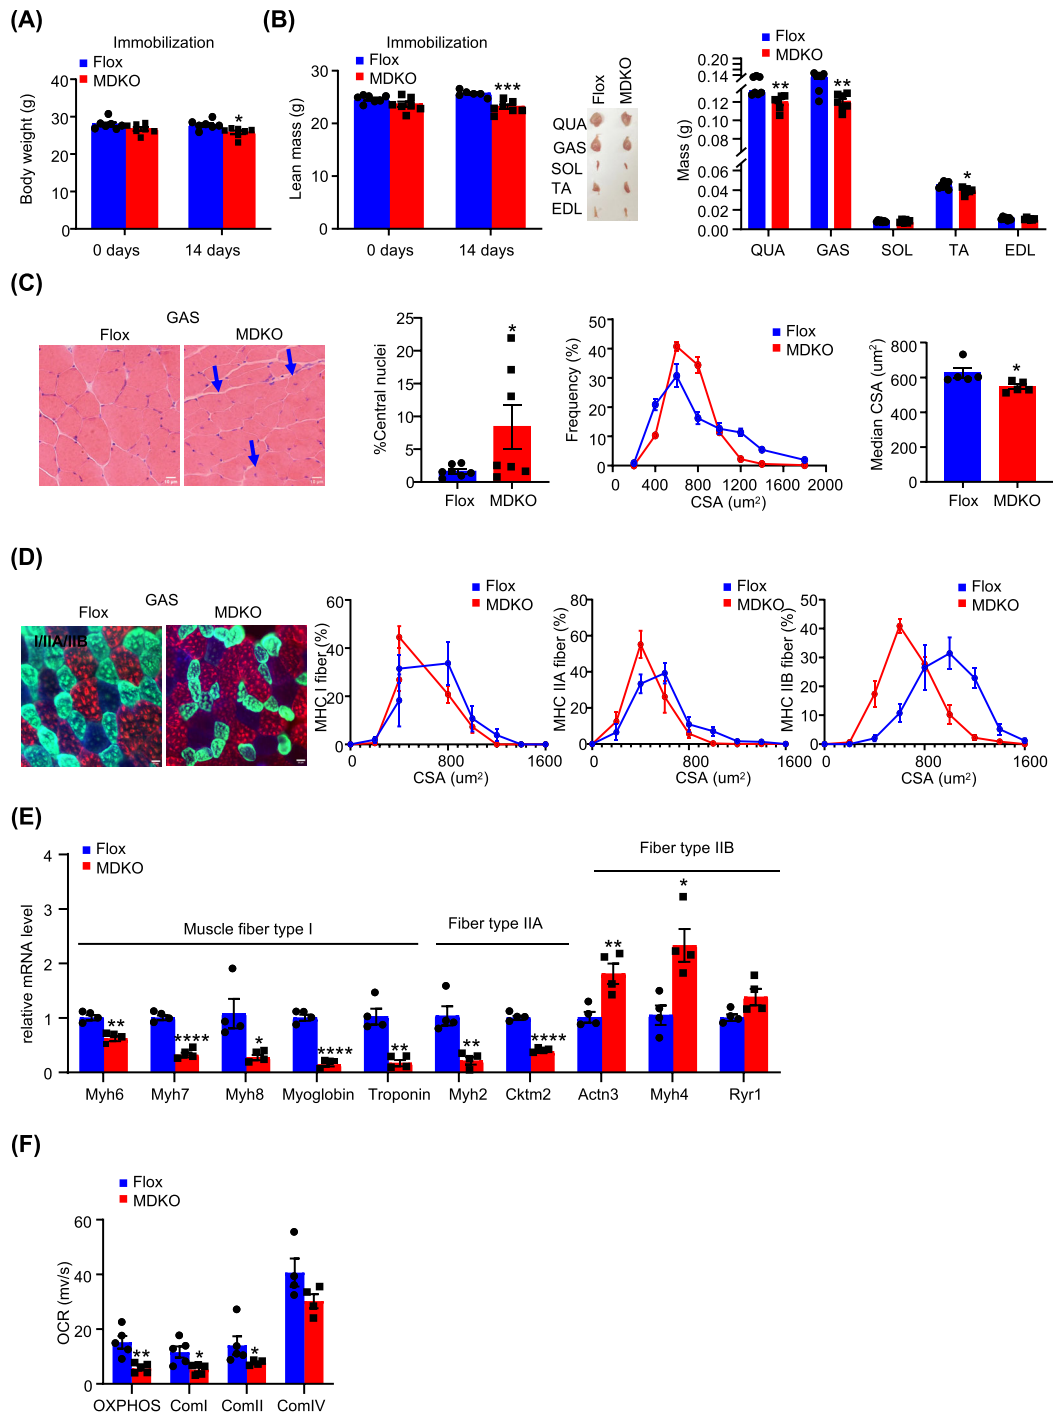 (A)
Immobilization
Flox
MDKO
Body weight (g)
40
30
20
10
0
*
0 days
14 days
(B)
Immobilization
Flox
MDKO
Lean mass (g)
30
20
10
0
***
0 days
14 days
Flox
MDKO
QUA
GAS
SOL
TA
EDL
Flox
MDKO
Mass (g)
0.20
0.14
0.12
0.10
0.06
0.04
0.02
0.00
**
**
*
QUA
GAS
SOL
TA
EDL
(C)
GAS
Flox
MDKO
%Central nuclei
25
20
15
10
5
0
*
Flox
MDKO
Flox
MDKO
Frequency (%)
50
40
30
20
10
0
400
800
1200
1600
2000
CSA (um²)
Median CSA (um²)
800
600
400
200
0
*
Flox
MDKO
(D)
GAS
Flox
MDKO
I/IIA/IIB
Flox
MDKO
MHC I fiber (%)
60
40
20
0
0
800
1600
CSA (um²)
Flox
MDKO
MHC IIA fiber (%)
80
60
40
20
0
0
800
1600
CSA (um²)
Flox
MDKO
MHC IIB fiber (%)
50
40
30
20
10
0
0
800
1600
CSA (um²)
(E)
Flox
MDKO
relative mRNA level
4
3
2
1
0
Muscle fiber type I
Fiber type IIA
Fiber type IIB
**
****
*
****
**
**
****
**
*
Myh6
Myh7
Myh8
Myoglobin
Troponin
Myh2
Cktm2
Actn3
Myh4
Ryr1
(F)
Flox
MDKO
OCR (mv/s)
60
40
20
0
**
*
*
OXPHOS
ComI
ComII
ComIV